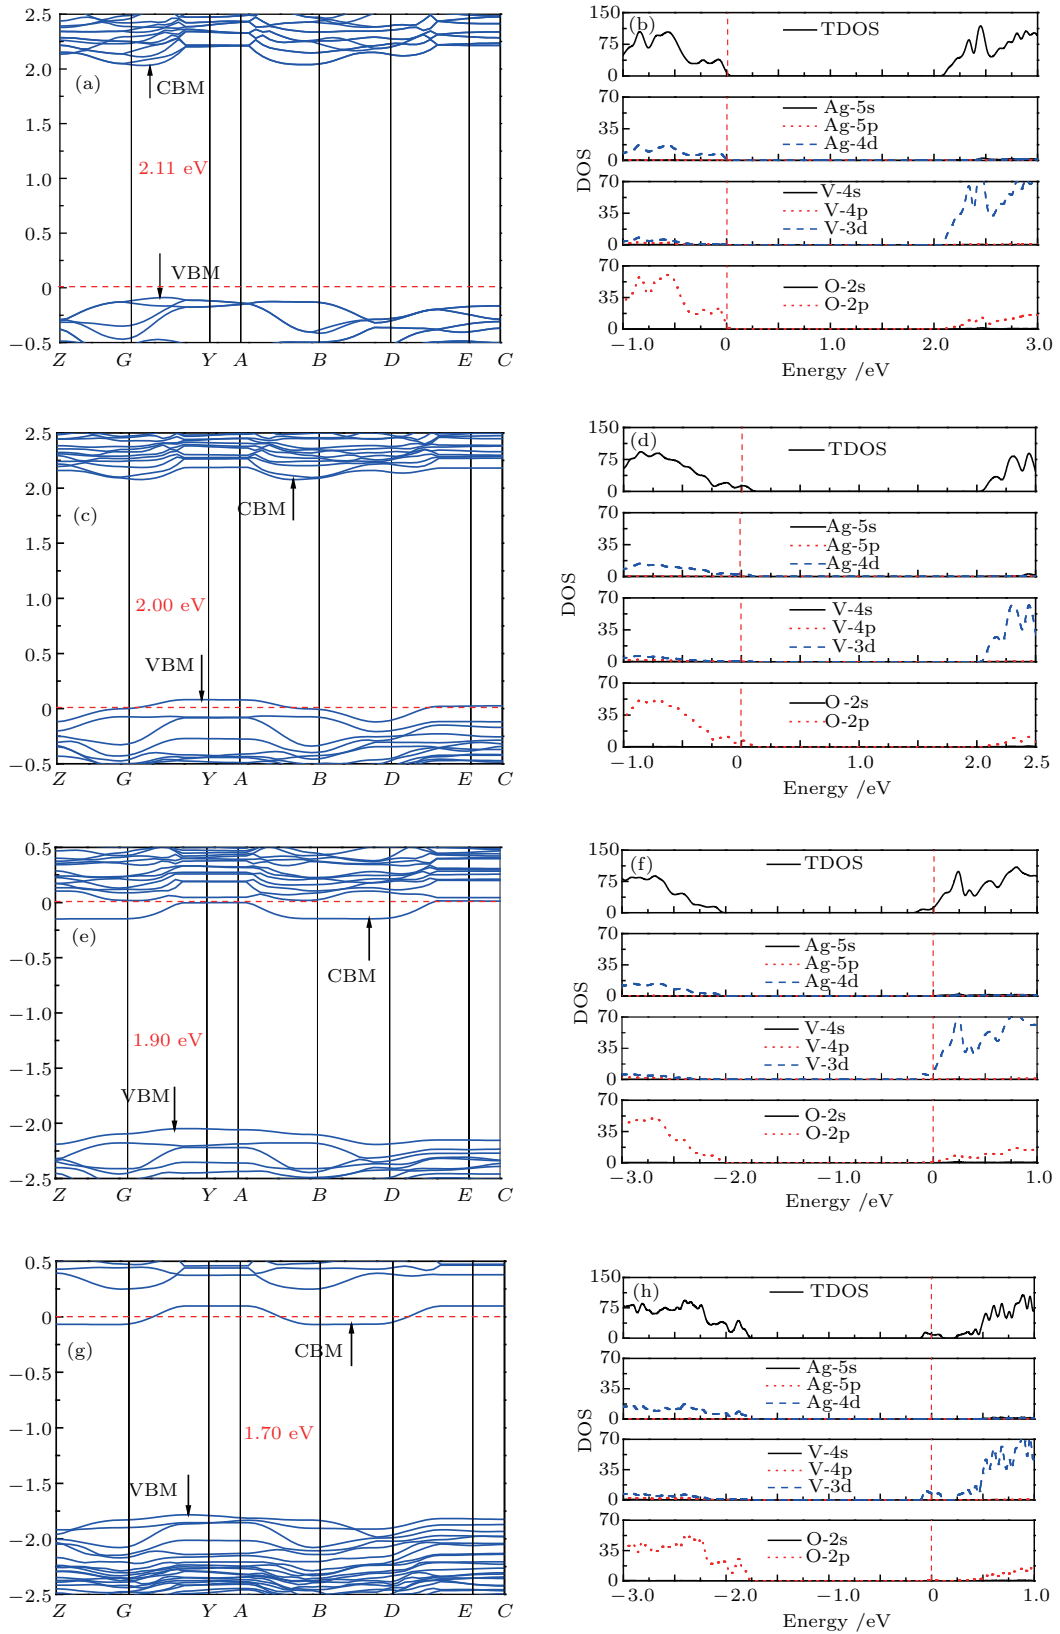 2.5
2.0
1.5
1.0
0.5
0
−0.5
(a)
CBM
2.11 eV
VBM
Z G Y A B D E C
(b)
TDOS
150
75
0
Ag-5s
Ag-5p
Ag-4d
70
35
0
V-4s
V-4p
V-3d
70
35
0
O-2s
O-2p
70
35
0
DOS
−1.0 0 1.0 2.0 3.0
Energy /eV
2.5
2.0
1.5
1.0
0.5
0
−0.5
(c)
CBM
2.00 eV
VBM
Z G Y A B D E C
(d)
TDOS
150
75
0
Ag-5s
Ag-5p
Ag-4d
70
35
0
V-4s
V-4p
V-3d
70
35
0
O-2s
O-2p
70
35
0
DOS
−1.0 0 1.0 2.0 2.5
Energy /eV
0.5
0
−0.5
−1.0
−1.5
−2.0
−2.5
(e)
CBM
1.90 eV
VBM
Z G Y A B D E C
(f)
TDOS
150
75
0
Ag-5s
Ag-5p
Ag-4d
70
35
0
V-4s
V-4p
V-3d
70
35
0
O-2s
O-2p
70
35
0
DOS
−3.0 −2.0 0 1.0
Energy /eV
0.5
0
−0.5
−1.0
−1.5
−2.0
−2.5
(g)
CBM
1.70 eV
VBM
Z G Y A B D E C
(h)
TDOS
150
75
0
Ag-5s
Ag-5p
Ag-4d
70
35
0
V-4s
V-4p
V-3d
70
35
0
O-2s
O-2p
70
35
0
DOS
−3.0 −2.0 0 1.0
Energy /eV